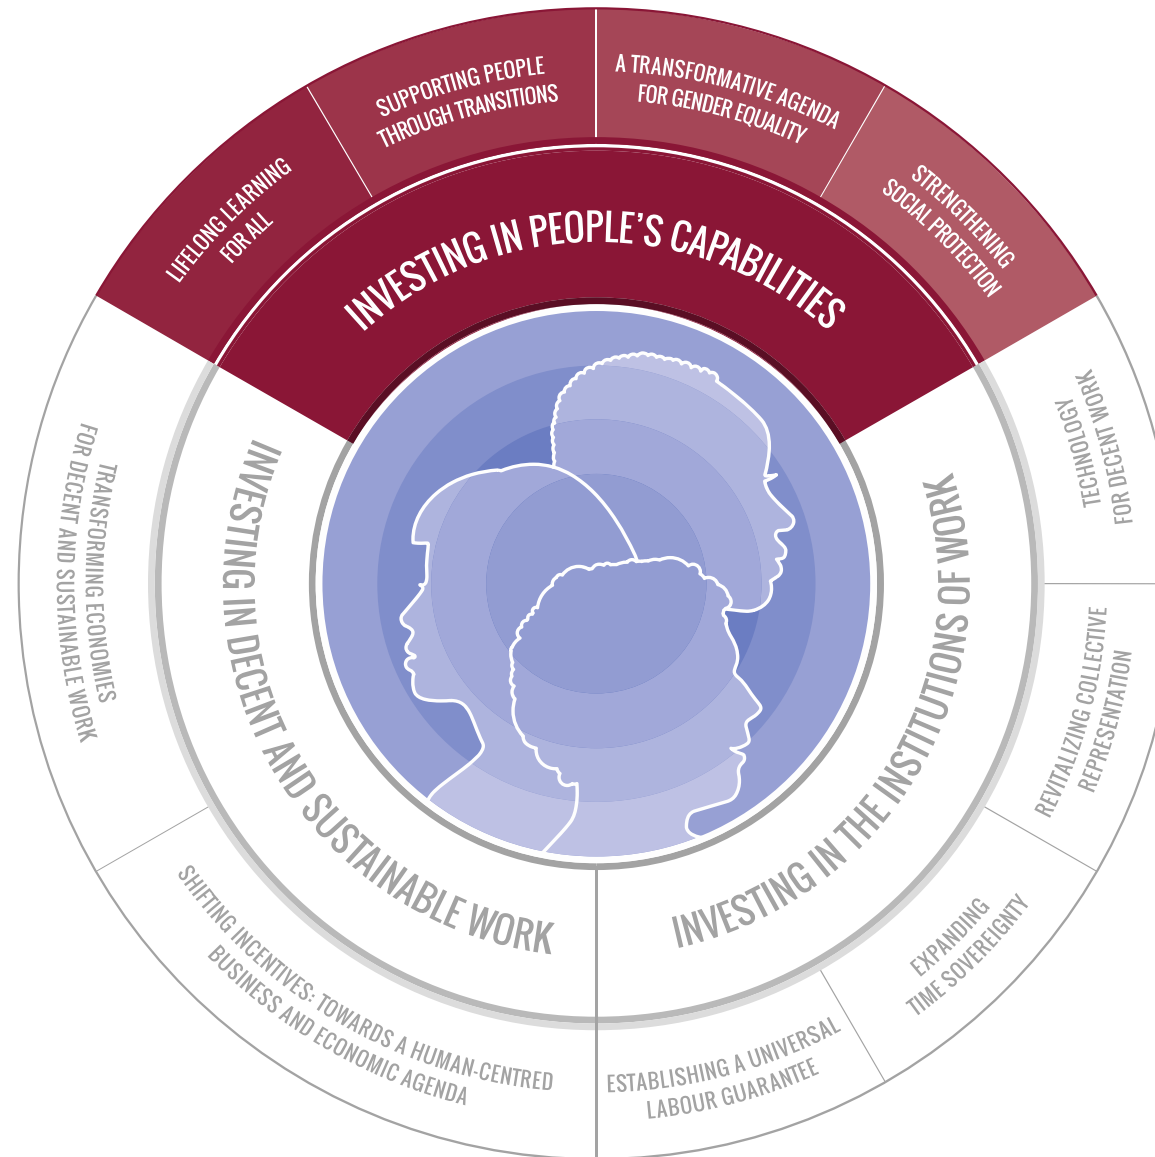 LIFELONG LEARNING
FOR ALL
SUPPORTING PEOPLE
THROUGH TRANSITIONS
A TRANSFORMATIVE AGENDA
FOR GENDER EQUALITY
STRENGTHENING
SOCIAL PROTECTION
INVESTING IN PEOPLE'S CAPABILITIES
TECHNOLOGY
FOR DECENT WORK
REVITALIZING COLLECTIVE
REPRESENTATION
EXPANDING
TIME SOVEREIGNTY
ESTABLISHING A UNIVERSAL
LABOUR GUARANTEE
INVESTING IN THE INSTITUTIONS OF WORK
SHIFTING INCENTIVES: TOWARDS A HUMAN-CENTRED
BUSINESS AND ECONOMIC AGENDA
TRANSFORMING ECONOMIES
FOR DECENT AND SUSTAINABLE WORK
INVESTING IN DECENT AND SUSTAINABLE WORK